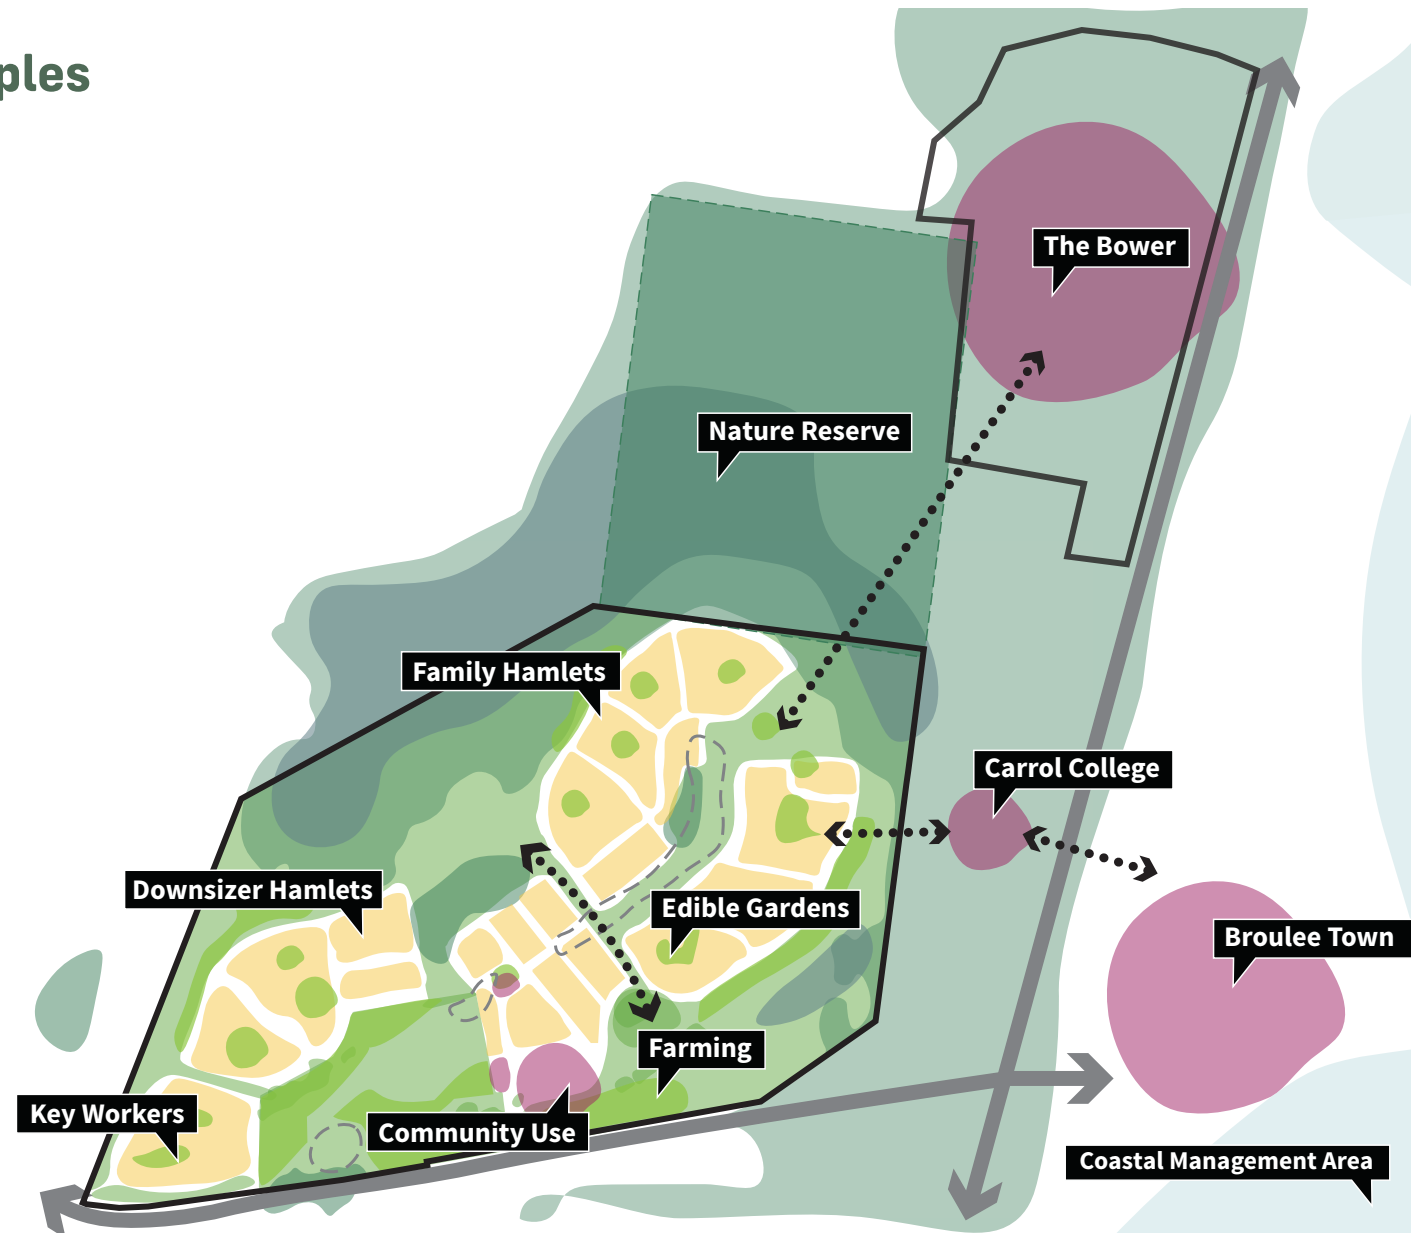 ples
The Bower
Nature Reserve
Family Hamlets
Carrol College
Downsizer Hamlets
Edible Gardens
Broulee Town
Farming
Key Workers
Community Use
Coastal Management Area